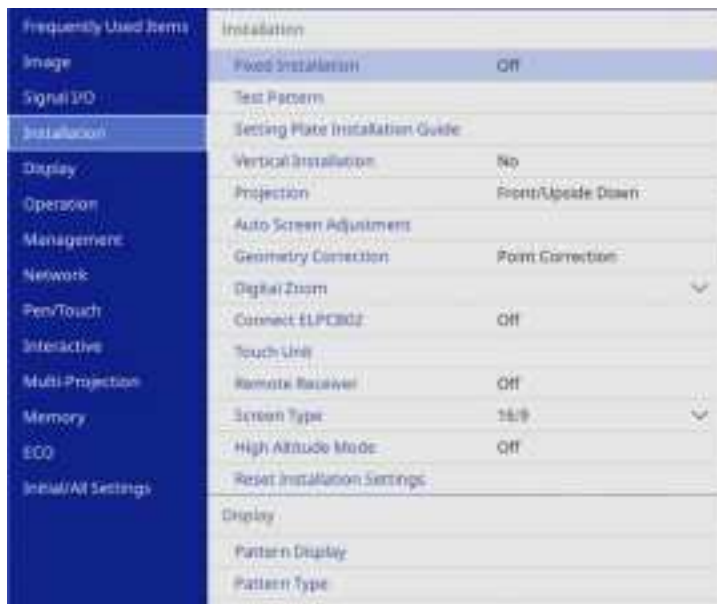 Frequently Used Items
Image
Signal I/O
Installation
Display
Operation
Management
Network
Pen/Touch
Interactive
Multi-Projection
Memory
ECO
Initial/All Settings
Installation
Fixed Installation Off
Test Pattern
Setting Plate Installation Guide
Vertical Installation No
Projection Front/Upside Down
Auto Screen Adjustment
Geometry Correction Point Correction
Digital Zoom
Connect ELPCB02 Off
Touch Unit
Remote Receiver Off
Screen Type 16:9
High Altitude Mode Off
Reset Installation Settings
Display
Pattern Display
Pattern Type